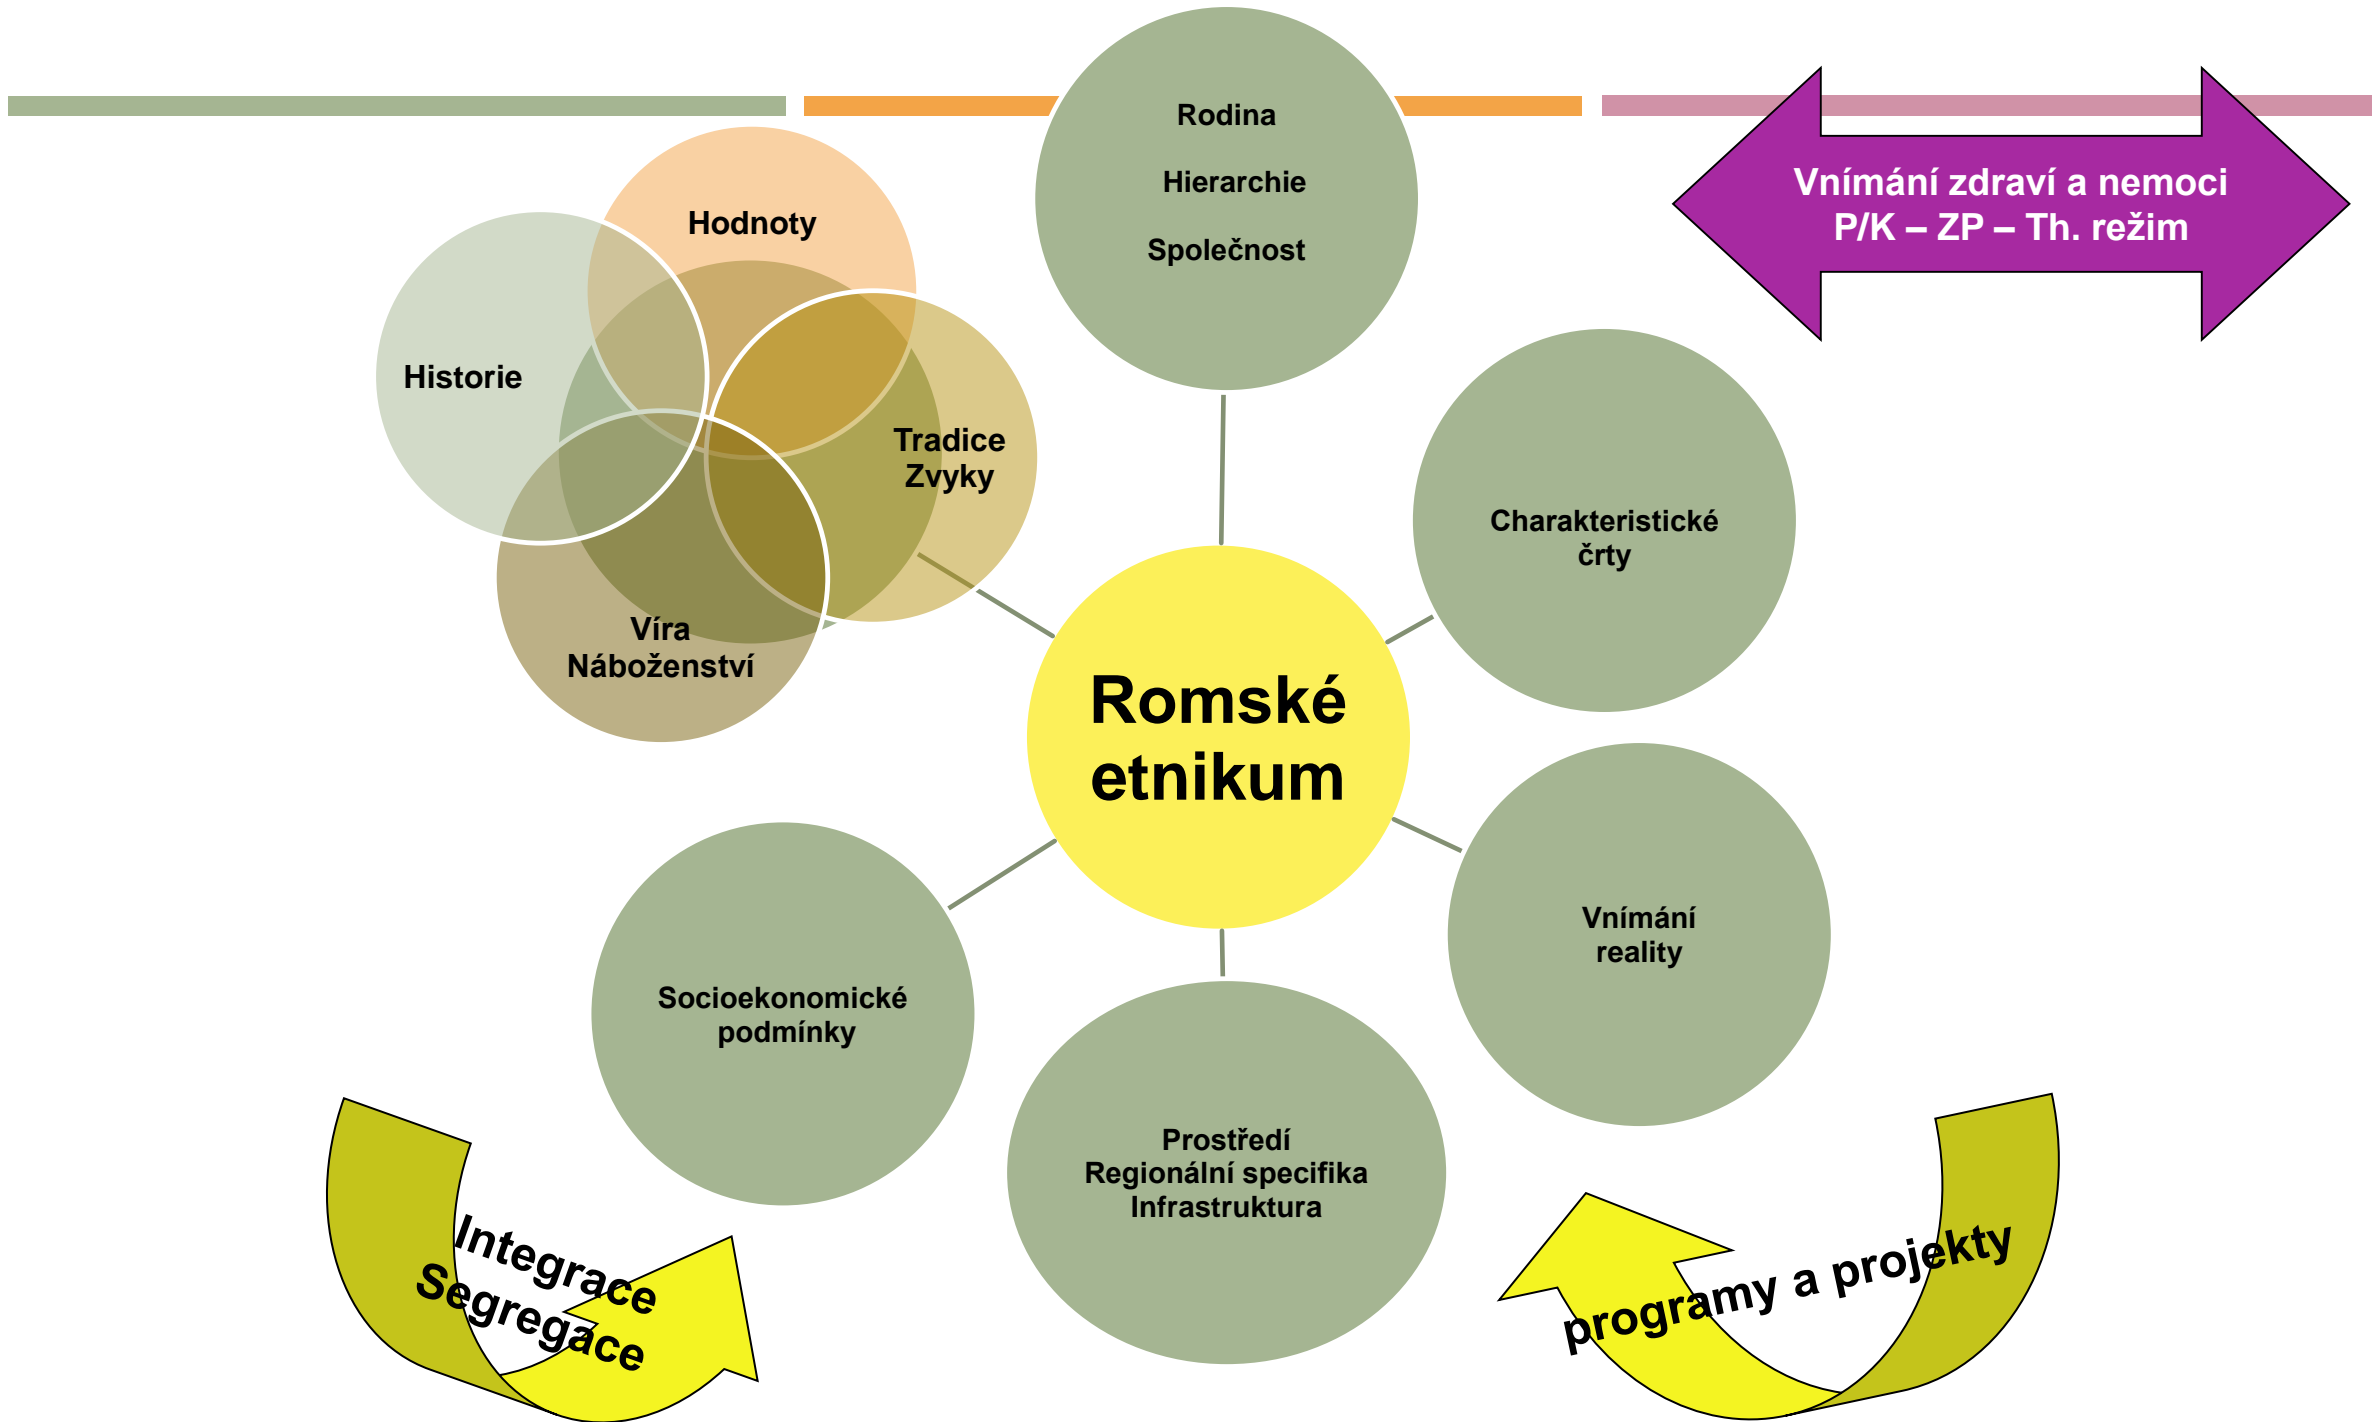 Rodina
Hierarchie
Společnost
Vnímání zdraví a nemoci
P/K – ZP – Th. režim
Hodnoty
Historie
Tradice
Zvyky
Víra
Náboženství
Charakteristické
črty
Romské
etnikum
Vnímání
reality
Socioekonomické
podmínky
Prostředí
Regionální specifika
Infrastruktura
Integrace
Segregace
programy a projekty